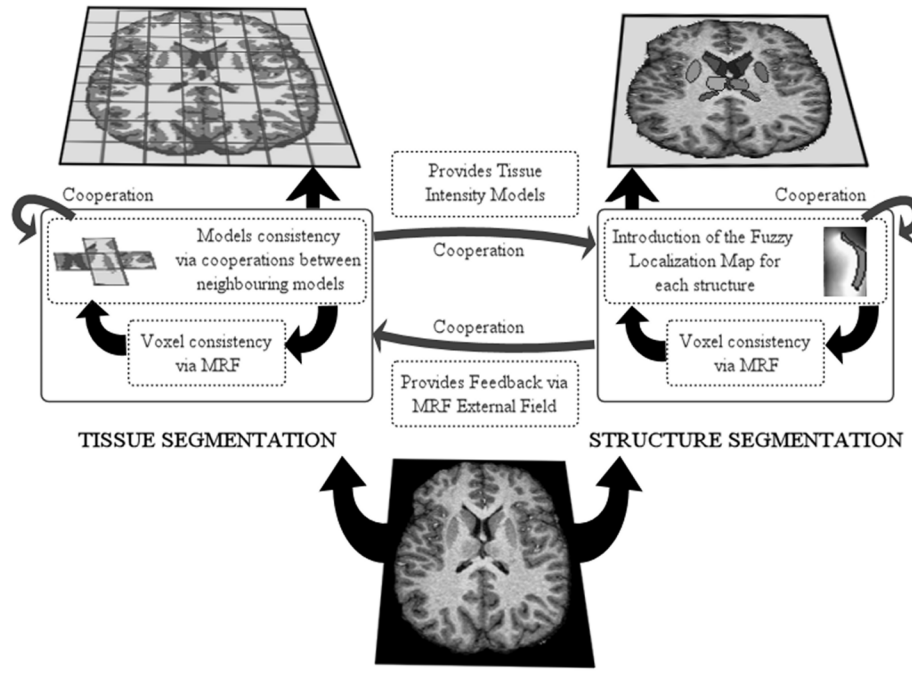 Provides Tissue
Intensity Models
Cooperation
Models consistency
via cooperations between
neighbouring models
Voxel consistency
via MRF
Cooperation
Cooperation
Provides Feedback via
MRF External Field
Cooperation
Introduction of the Fuzzy
Localization Map for
each structure
Voxel consistency
via MRF
TISSUE SEGMENTATION
STRUCTURE SEGMENTATION